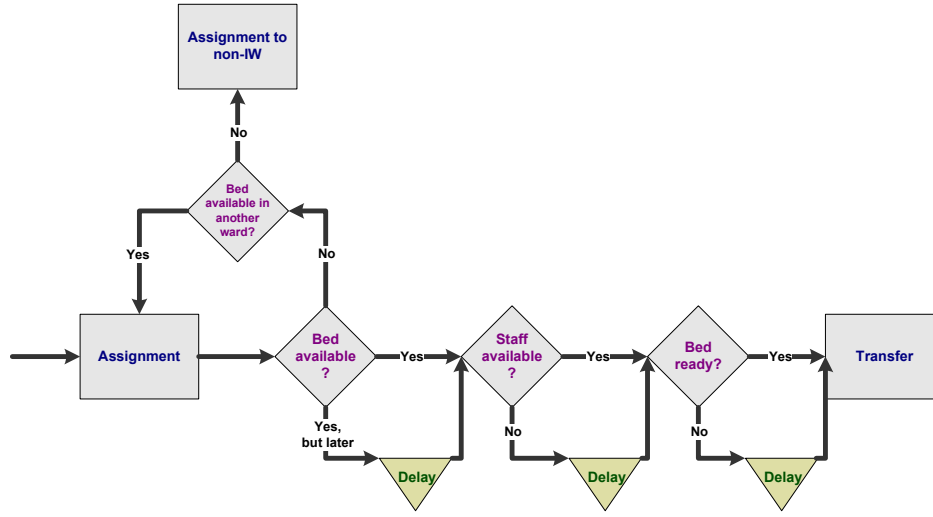 Assignment to
non-IW
No
Bed
available in
another
ward?
Yes
No
Assignment
Bed
available
?
Yes
Staff
available
?
Yes
Bed
ready?
Yes
Transfer
Yes,
but later
No
No
Delay
Delay
Delay